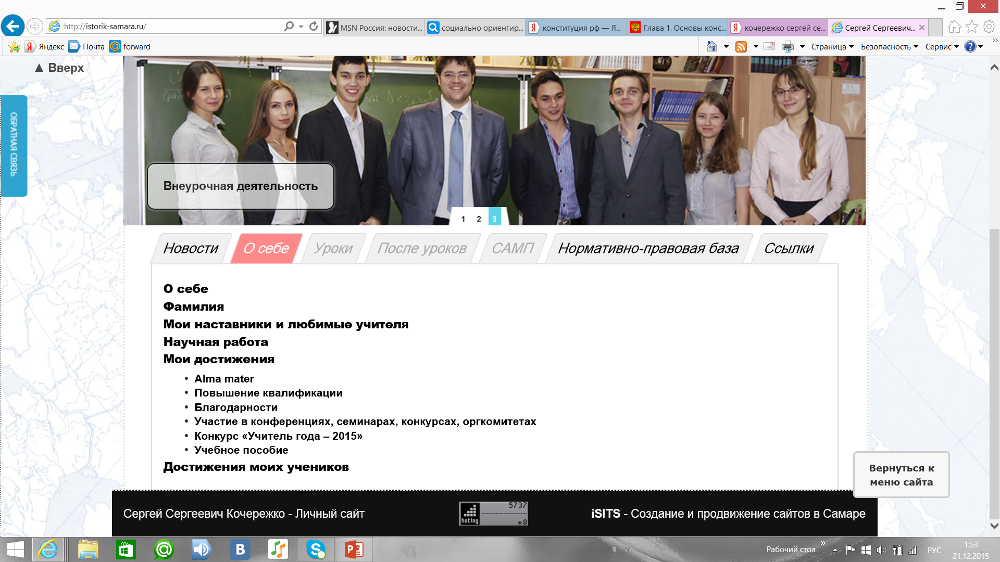 http://istorik-samara.ru/
MSN Россия: новости...
социально ориентир...
конституция рф — Я...
Глава 1. Основы конс...
кочережко сергей се...
Сергей Сергеевич...
Яндекс
Почта
forward
Страница
Безопасность
Сервис
▲ Вверх
ОБРАТНАЯ СВЯЗЬ
Внеурочная деятельность
1 2 3
Новости
О себе
Уроки
После уроков
САМП
Нормативно-правовая база
Ссылки
О себе
Фамилия
Мои наставники и любимые учителя
Научная работа
Мои достижения
• Alma mater
• Повышение квалификации
• Благодарности
• Участие в конференциях, семинарах, конкурсах, оргкомитетах
• Конкурс «Учитель года – 2015»
• Учебное пособие
Достижения моих учеников
Вернуться к
меню сайта
Сергей Сергеевич Кочережко - Личный сайт
5737
hotlog
+8
iSITS - Создание и продвижение сайтов в Самаре
Рабочий стол
РУС
1:53
21.12.2015